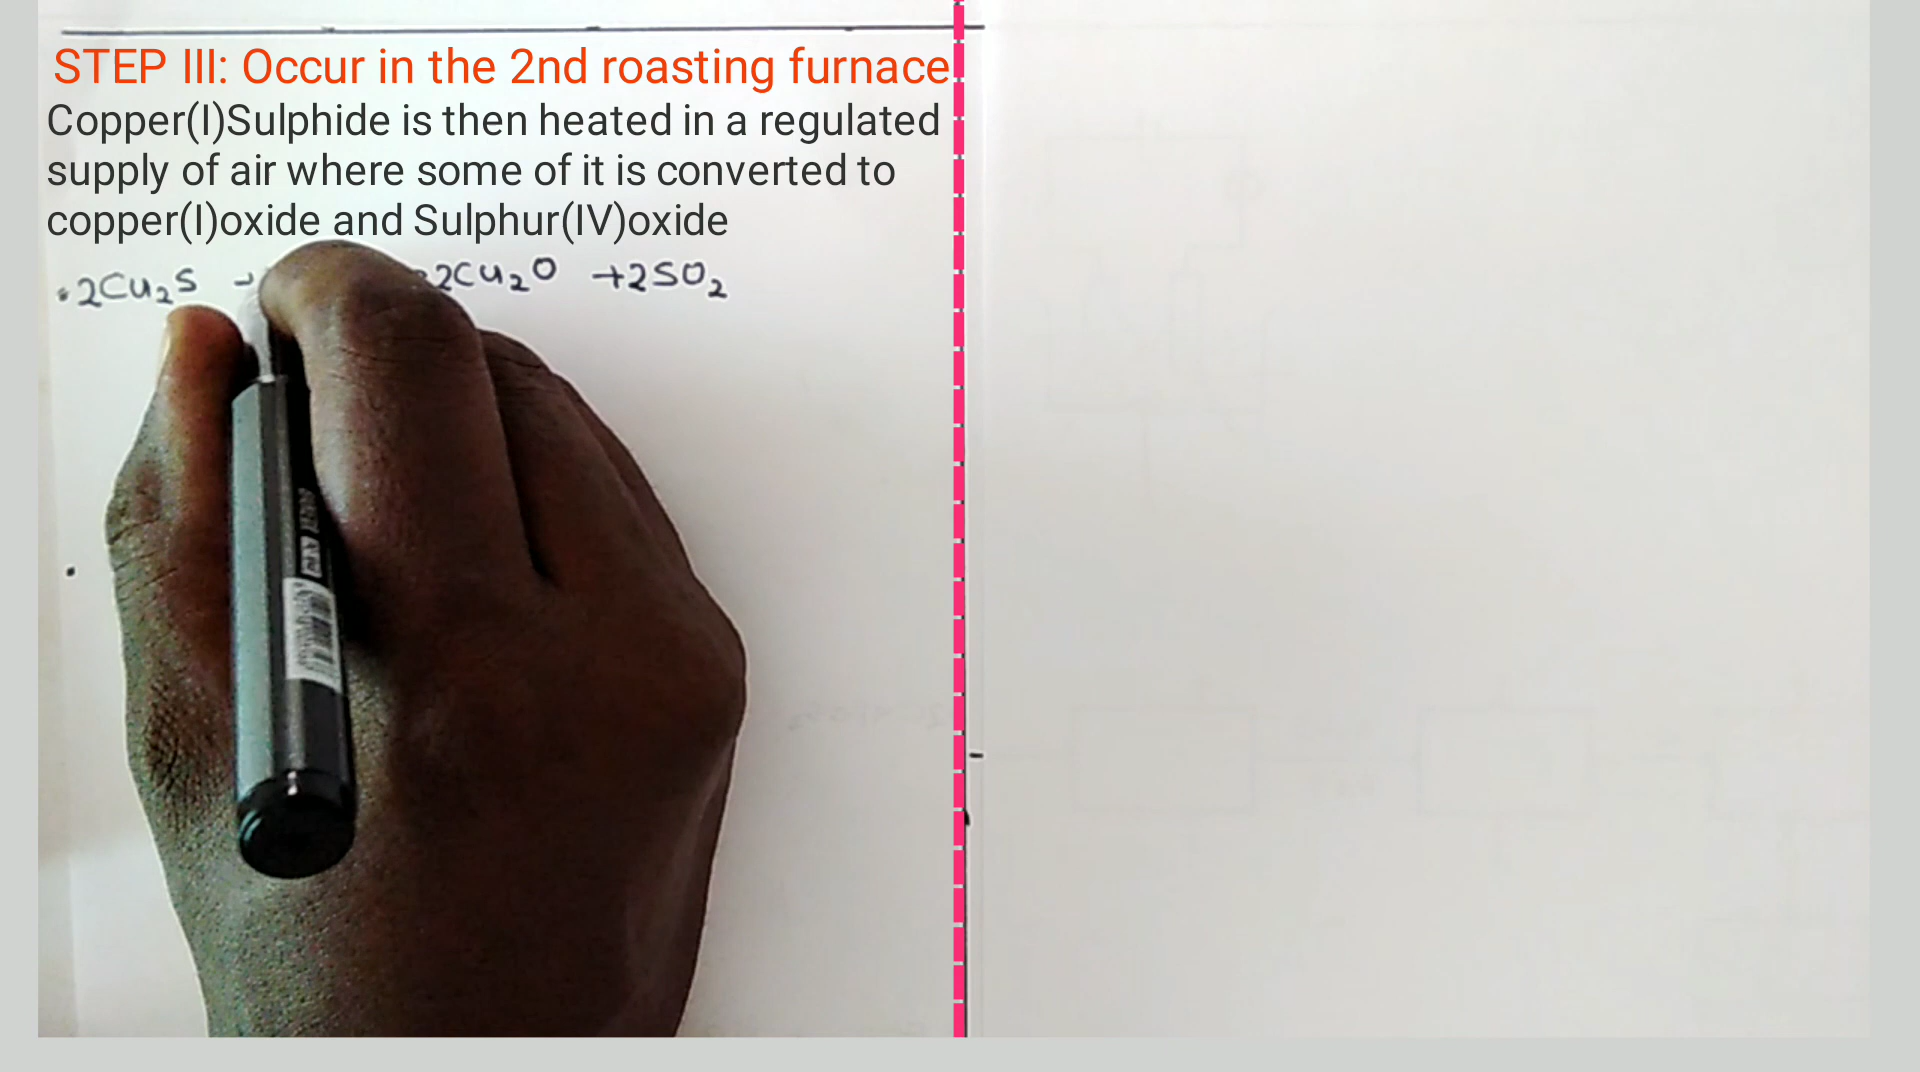 STEP III: Occur in the 2nd roasting furnace
Copper(I)Sulphide is then heated in a regulated
supply of air where some of it is converted to
copper(I)oxide and Sulphur(IV)oxide
2Cu₂S 2Cu₂O +2SO₂